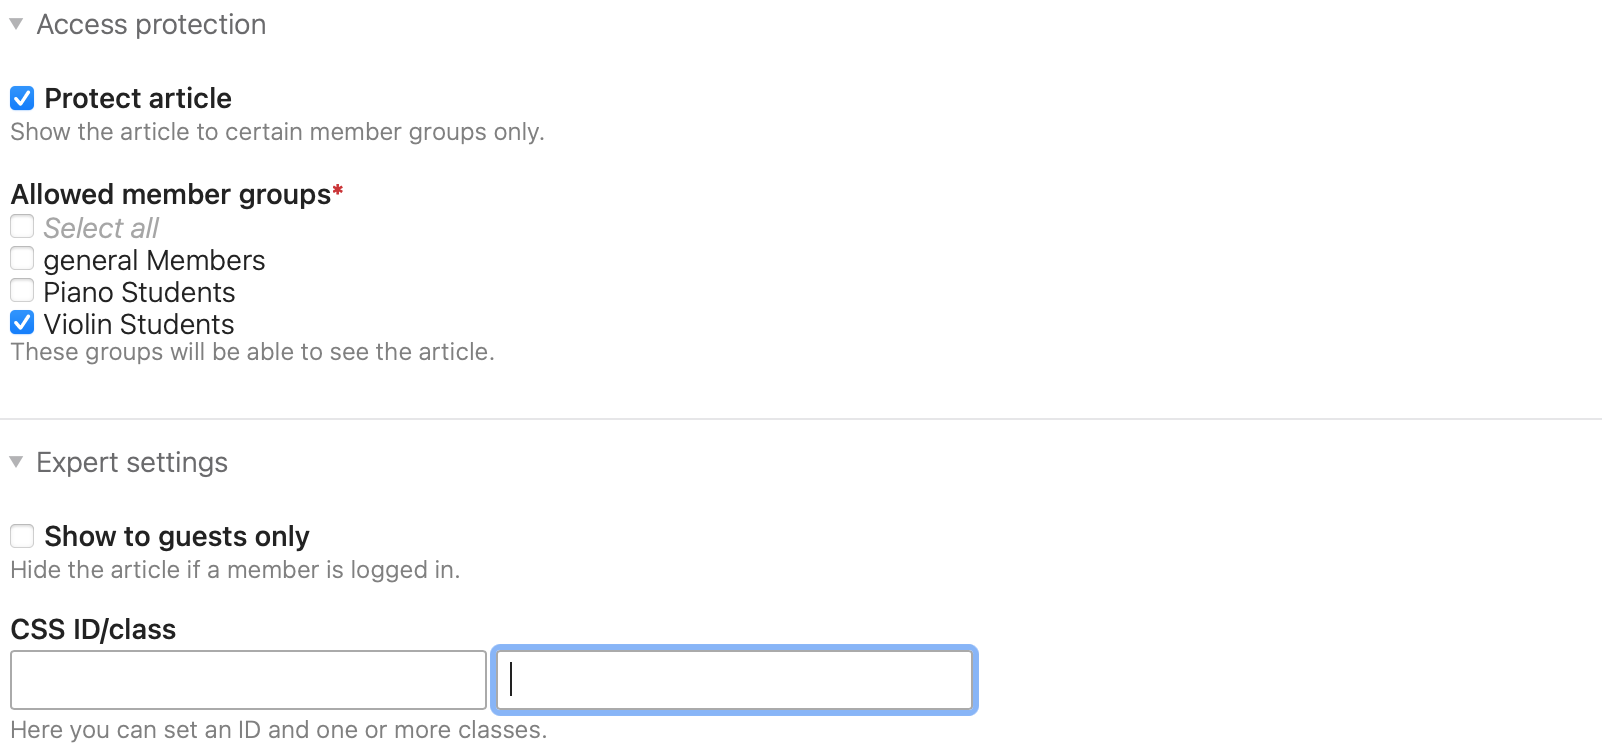 Access protection
Protect article
Show the article to certain member groups only.
Allowed member groups*
Select all
general Members
Piano Students
Violin Students
These groups will be able to see the article.
Expert settings
Show to guests only
Hide the article if a member is logged in.
CSS ID/class
Here you can set an ID and one or more classes.